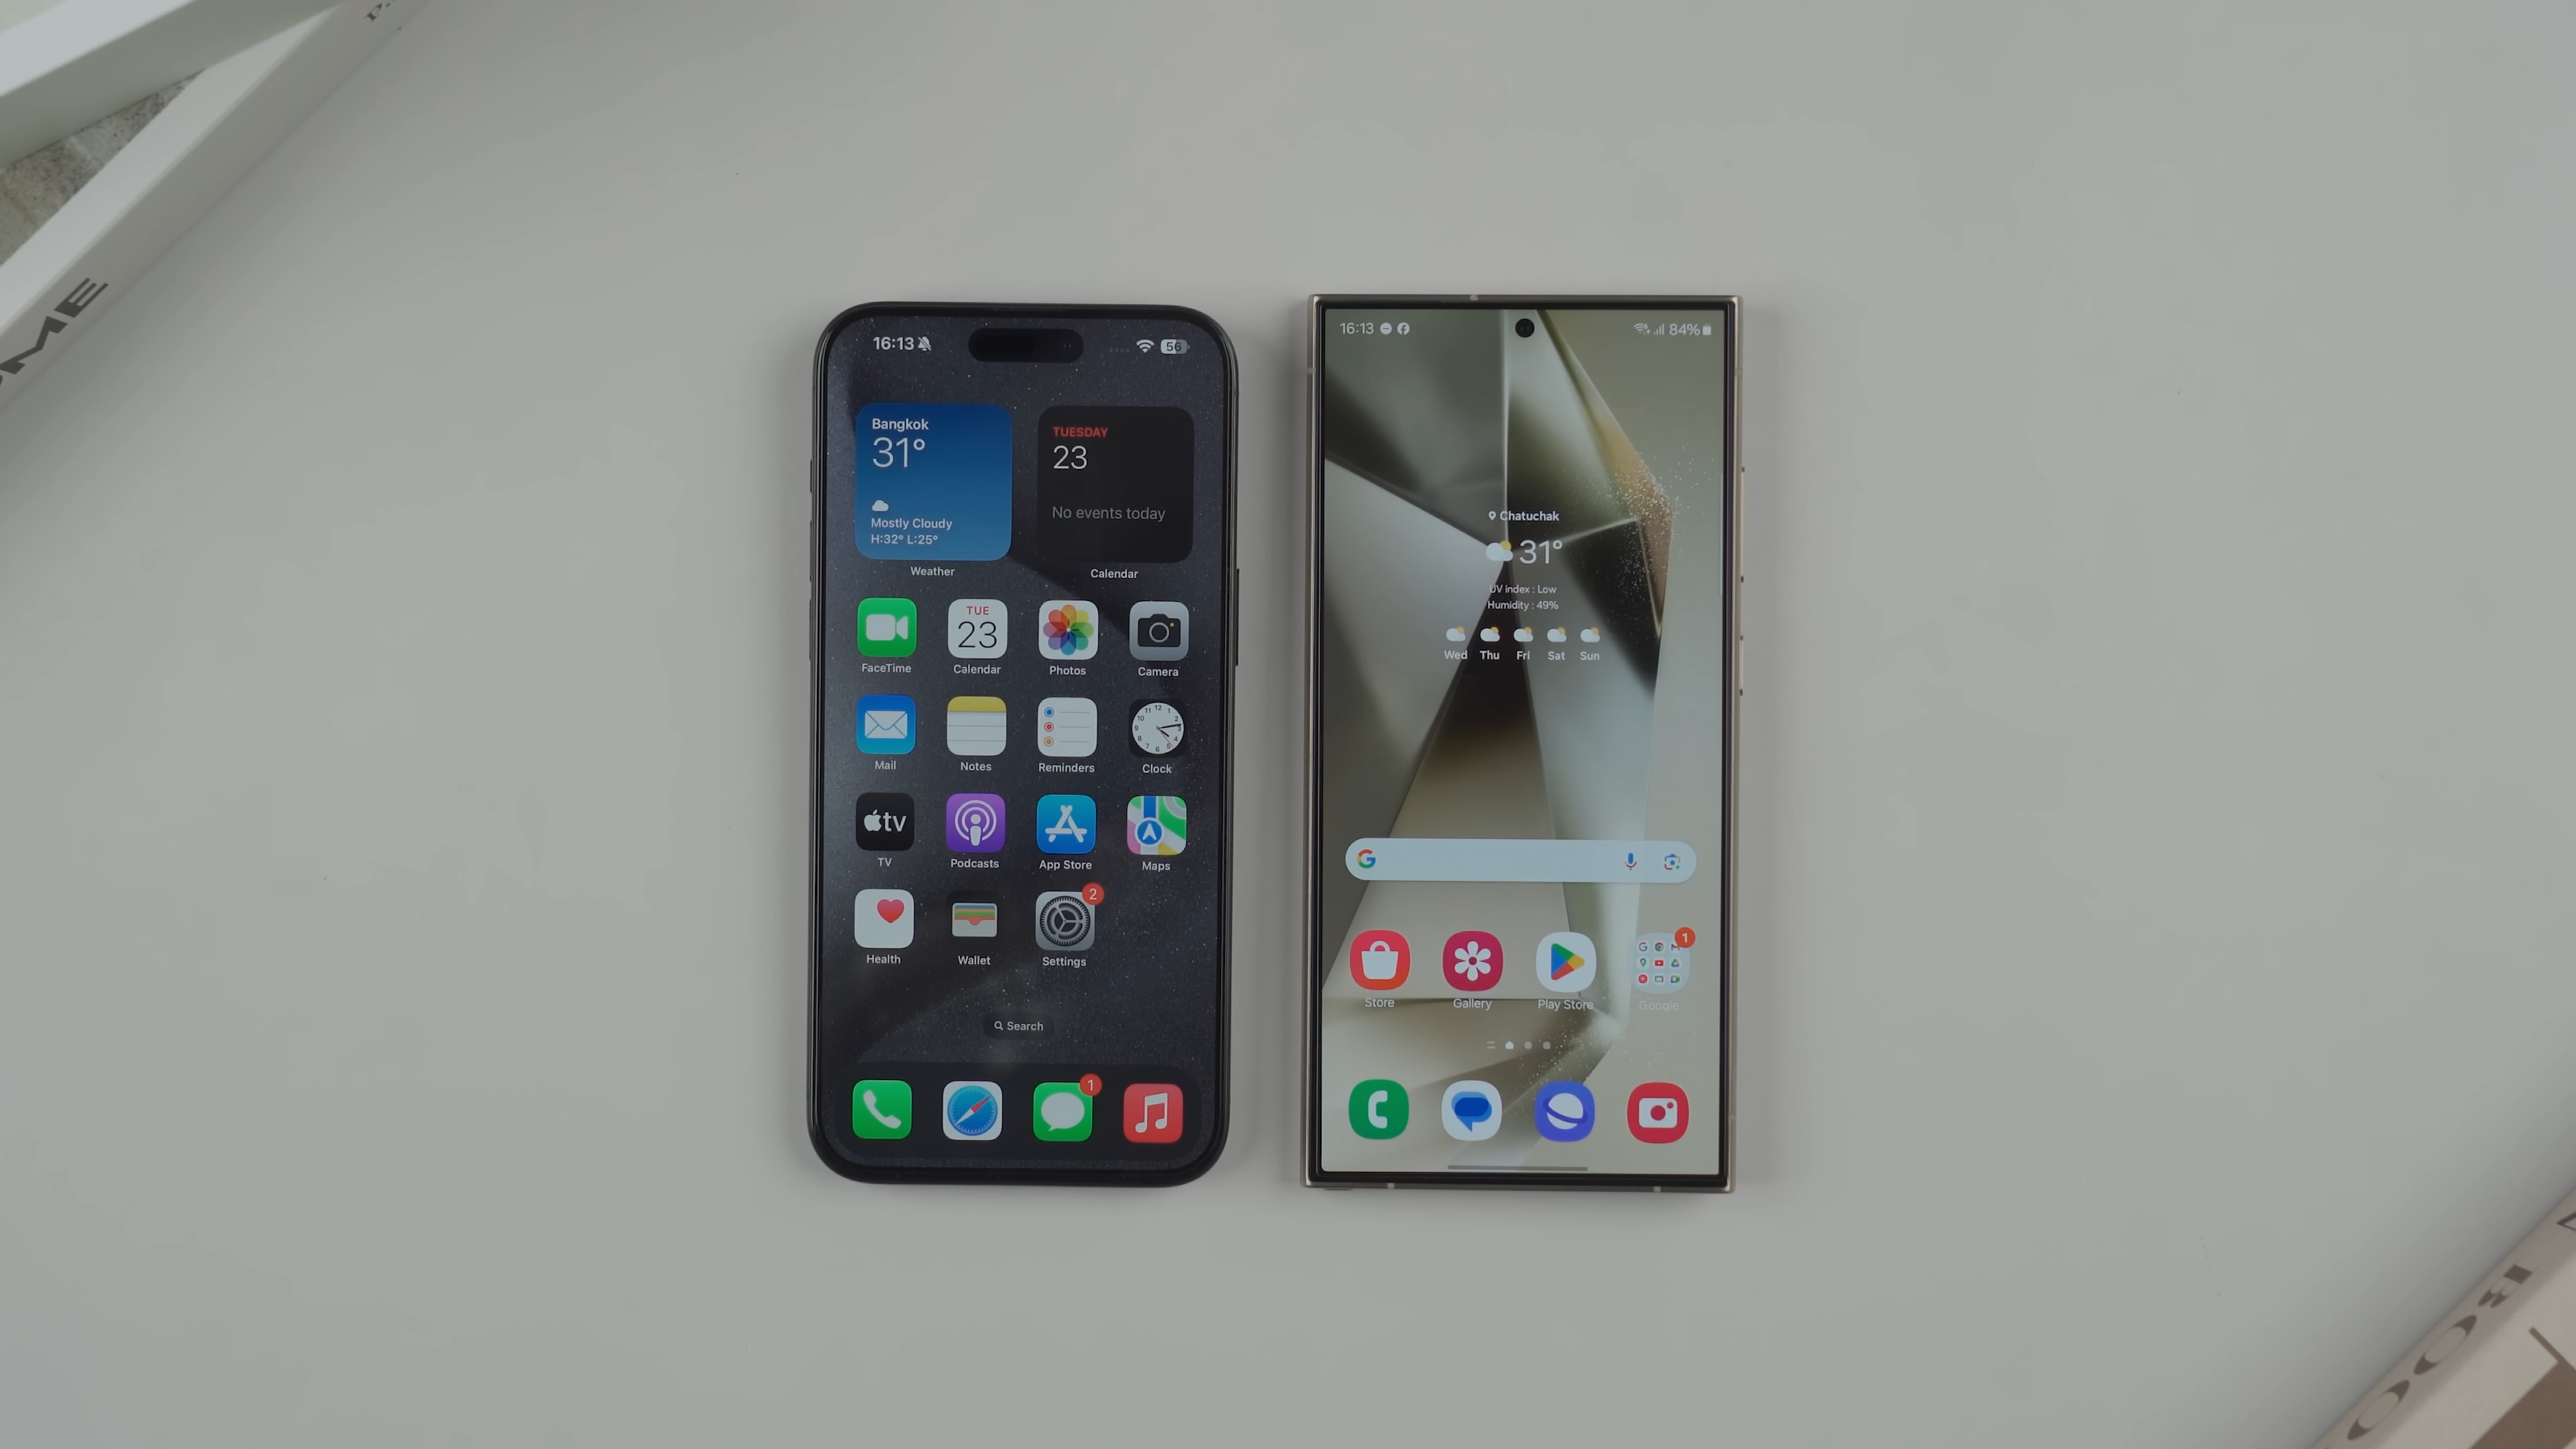 OME
16:13
56
Bangkok
31°
Mostly Cloudy
H:32° L:25°
Weather
TUESDAY
23
No events today
Calendar
FaceTime
TUE
23
Calendar
Photos
Camera
Mail
Notes
Reminders
Clock
tv
TV
Podcasts
App Store
Maps
Health
Wallet
2
Settings
Search
1
16:13
84%
Chatuchak
31°
UV index : Low
Humidity : 49%
Wed Thu Fri Sat Sun
G
Store
Gallery
Play Store
1
Google